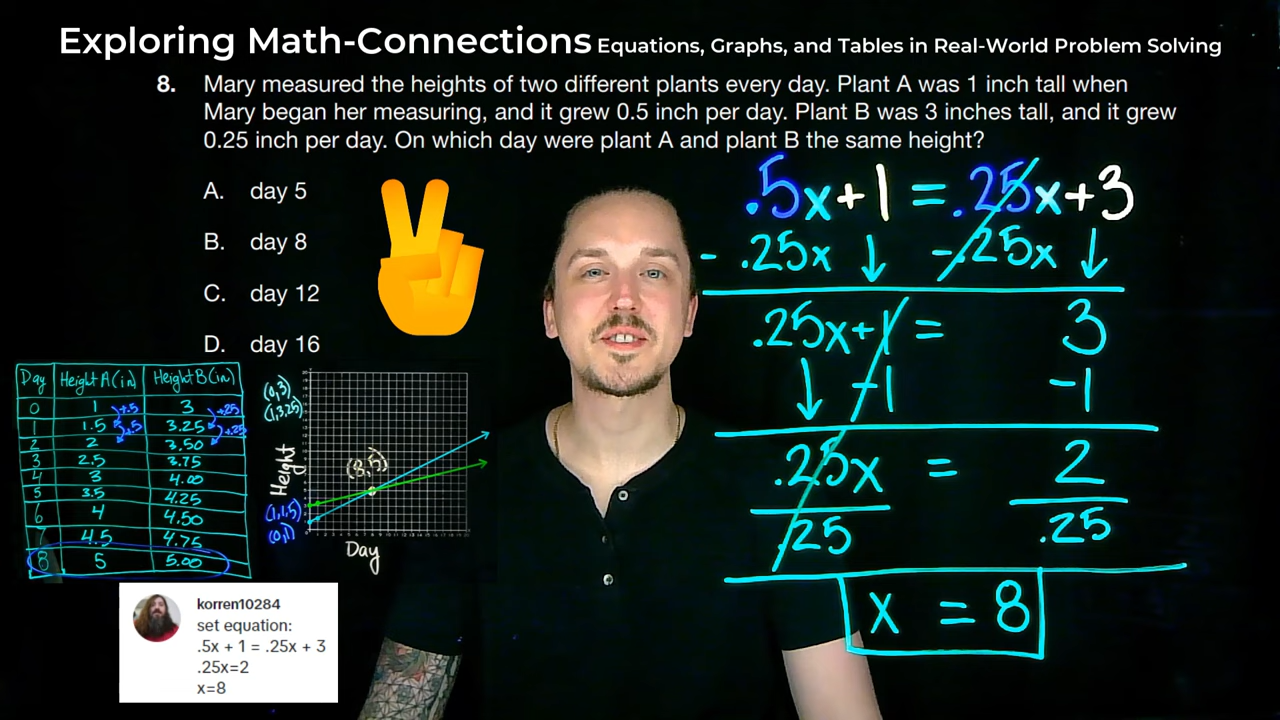 Exploring Math-Connections Equations, Graphs, and Tables in Real-World Problem Solving
8. Mary measured the heights of two different plants every day. Plant A was 1 inch tall when
Mary began her measuring, and it grew 0.5 inch per day. Plant B was 3 inches tall, and it grew
0.25 inch per day. On which day were plant A and plant B the same height?
A. day 5
B. day 8
C. day 12
D. day 16
.5x+1 = .25x+3
- .25x ↓ -.25x ↓
.25x+1 = 3
↓ -1 -1
.25x = 2
.25 .25
x = 8
Day Height A (in) Height B (in)
0 1 3
+.5 +.25
1 1.5 3.25
+.5 +.25
2 2 3.50
3 2.5 3.75
4 3 4.00
5 3.5 4.25
6 4 4.50
7 4.5 4.75
8 5 5.00
(0,3)
(1,3.25)
Height
(8,5)
(1,1.5)
(0,1)
Day
korren10284
set equation:
.5x + 1 = .25x + 3
.25x=2
x=8